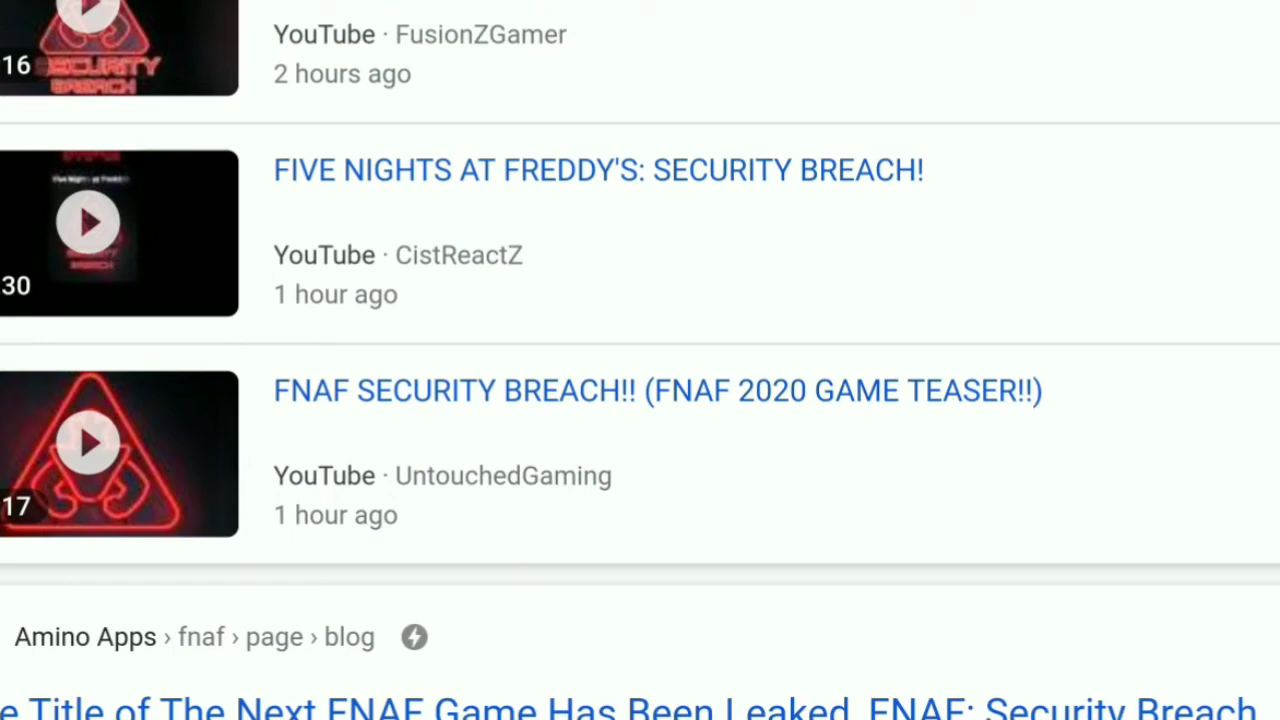 YouTube · FusionZGamer
16
SECURITY
BREACH
2 hours ago
FIVE NIGHTS AT FREDDY'S: SECURITY BREACH!
YouTube · CistReactZ
30
1 hour ago
FNAF SECURITY BREACH!! (FNAF 2020 GAME TEASER!!)
YouTube · UntouchedGaming
17
1 hour ago
Amino Apps › fnaf › page › blog
e Title of The Next FNAF Game Has Been Leaked, FNAF: Security Breach